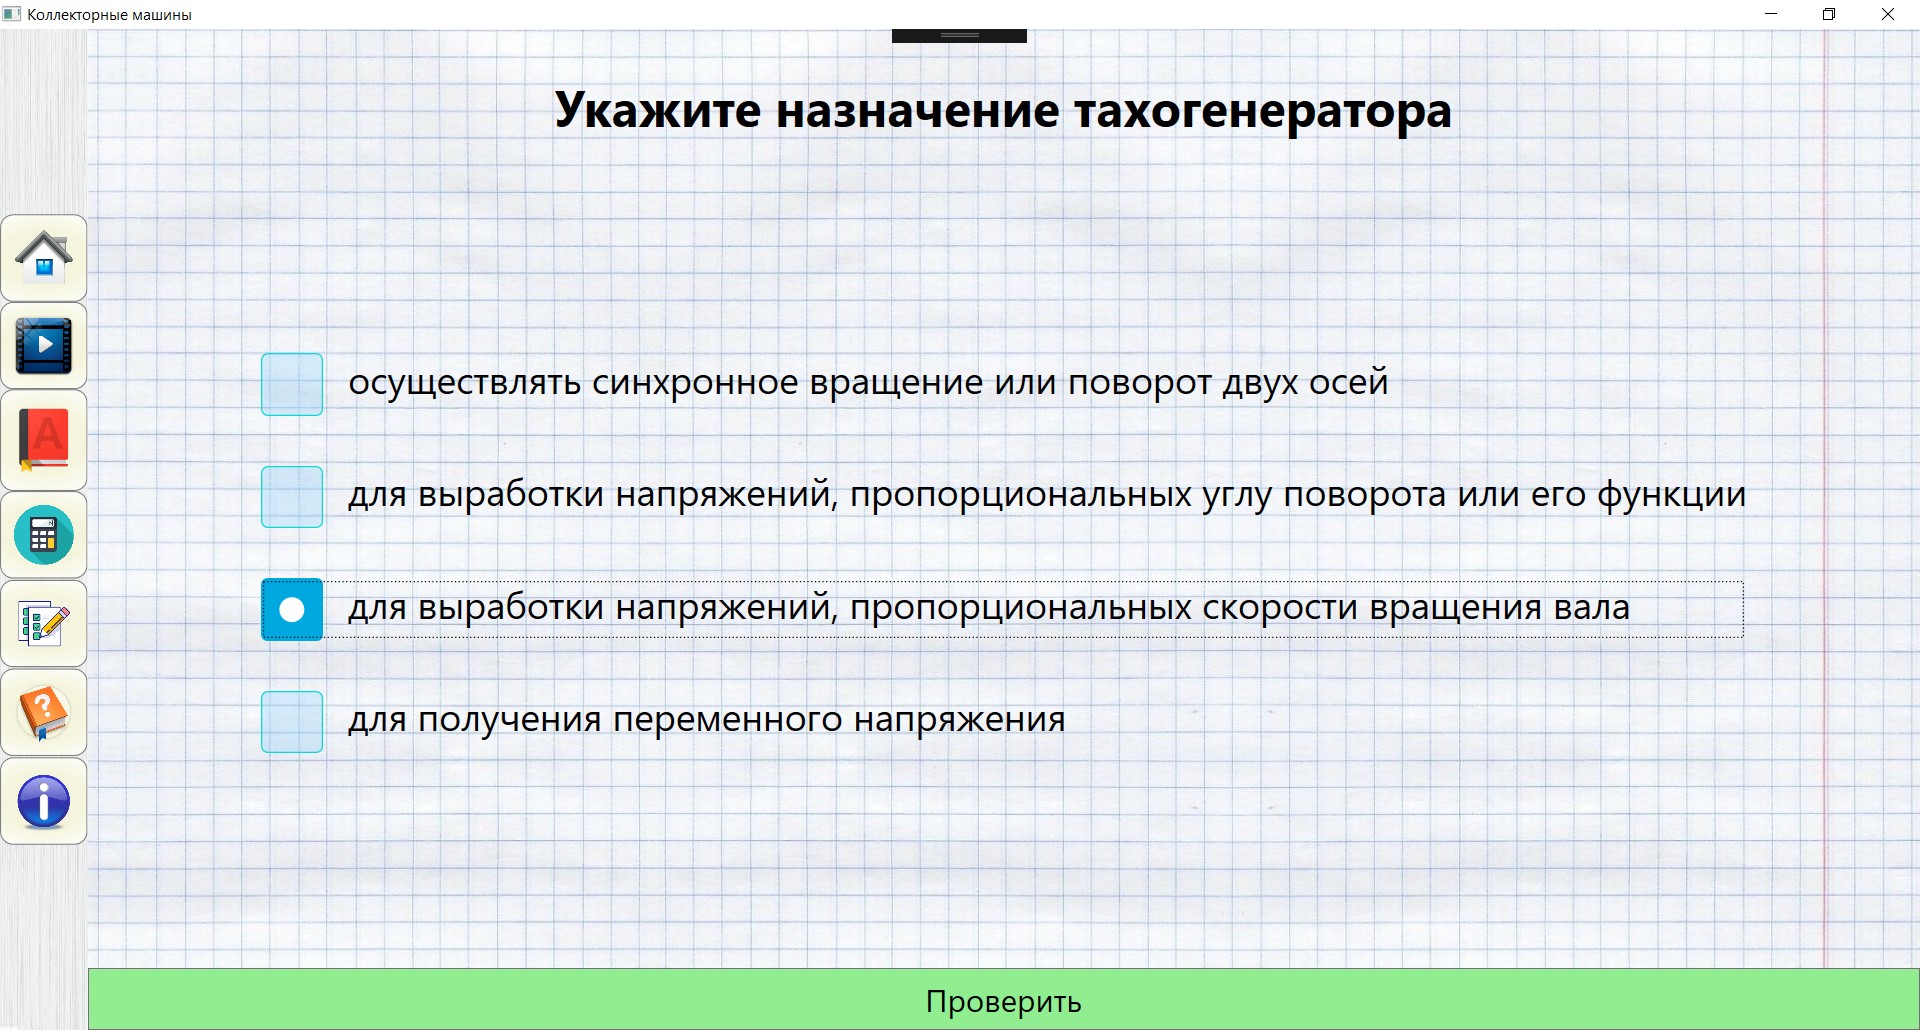 Коллекторные машины
Укажите назначение тахогенератора
осуществлять синхронное вращение или поворот двух осей
для выработки напряжений, пропорциональных углу поворота или его функции
для выработки напряжений, пропорциональных скорости вращения вала
для получения переменного напряжения
Проверить